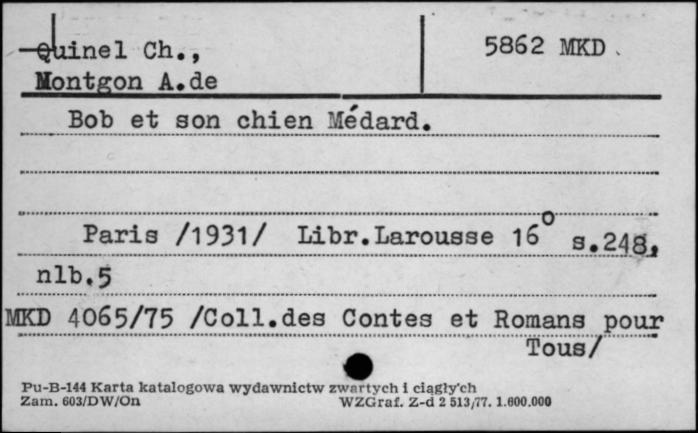 Quinel Ch., 5862 MKD
Montgon A.de
Bob et son chien Médard.
Paris /1931/ Libr.Larousse 16° s.248,
nlb.5
MKD 4065/75 /Coll.des Contes et Romans pour
Tous/
Pu-B-144 Karta katalogowa wydawnictw zwartych i ciągłych
Zam. 603/DW/On WZGraf. Z-d 2 513/77. 1.600.000